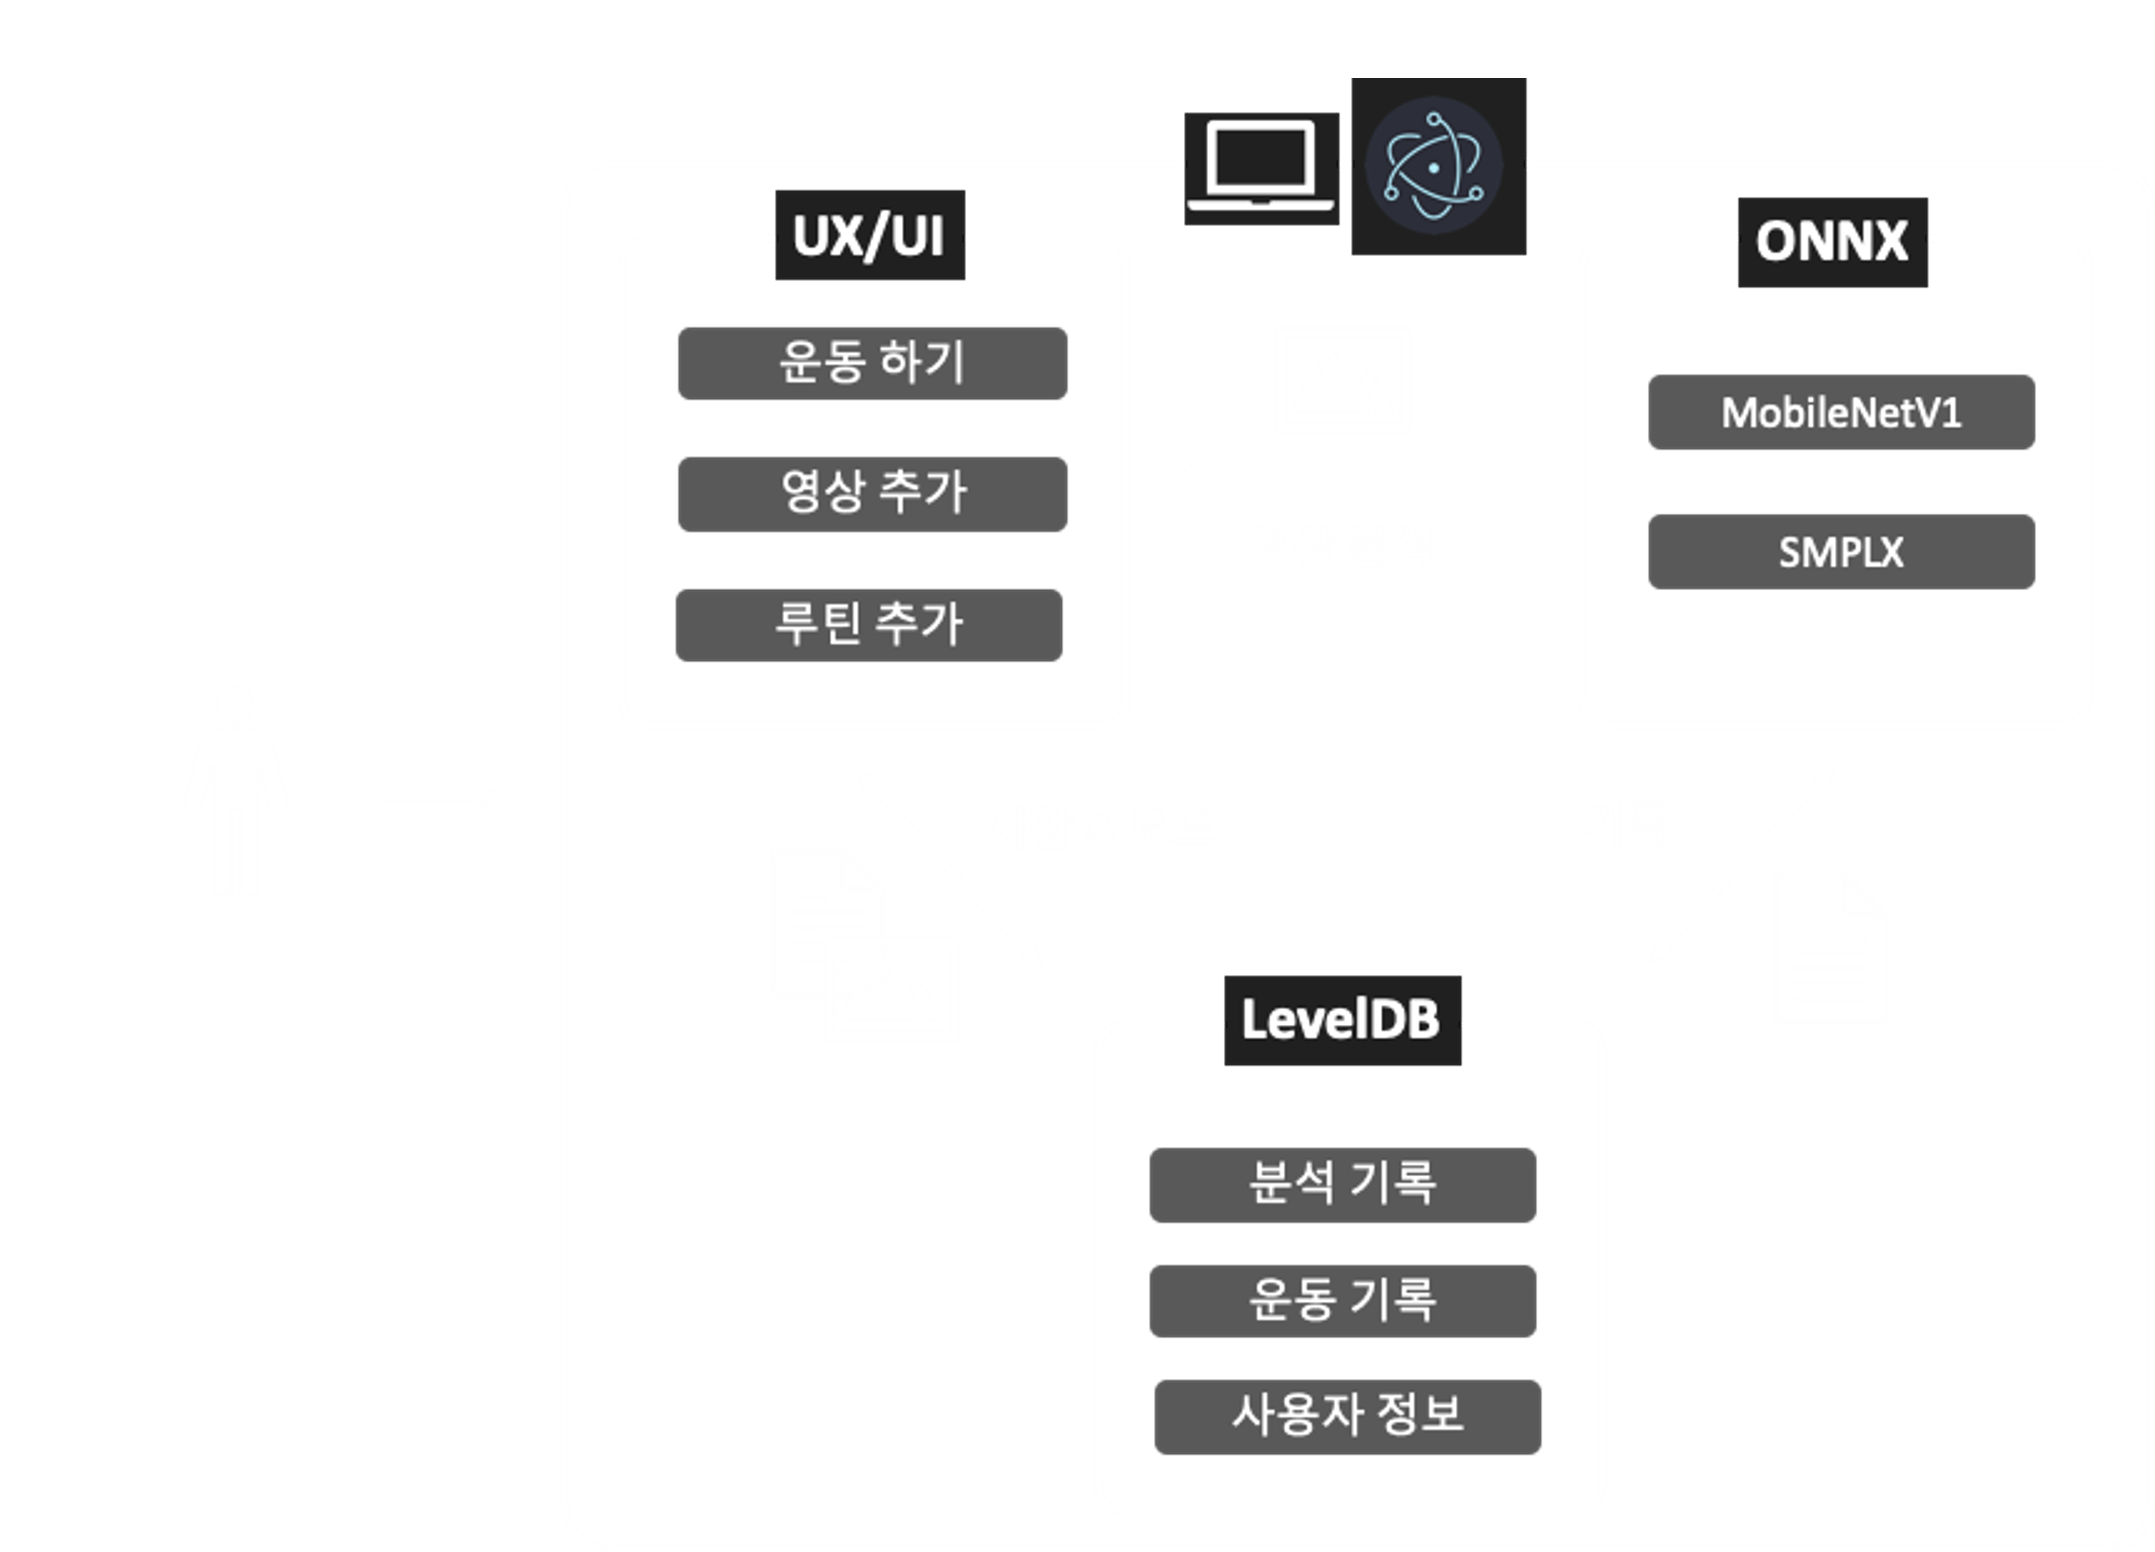 UX/UI
운동 하기
영상 추가
루틴 추가
ONNX
MobileNetV1
SMPLX
LevelDB
분석 기록
운동 기록
사용자 정보